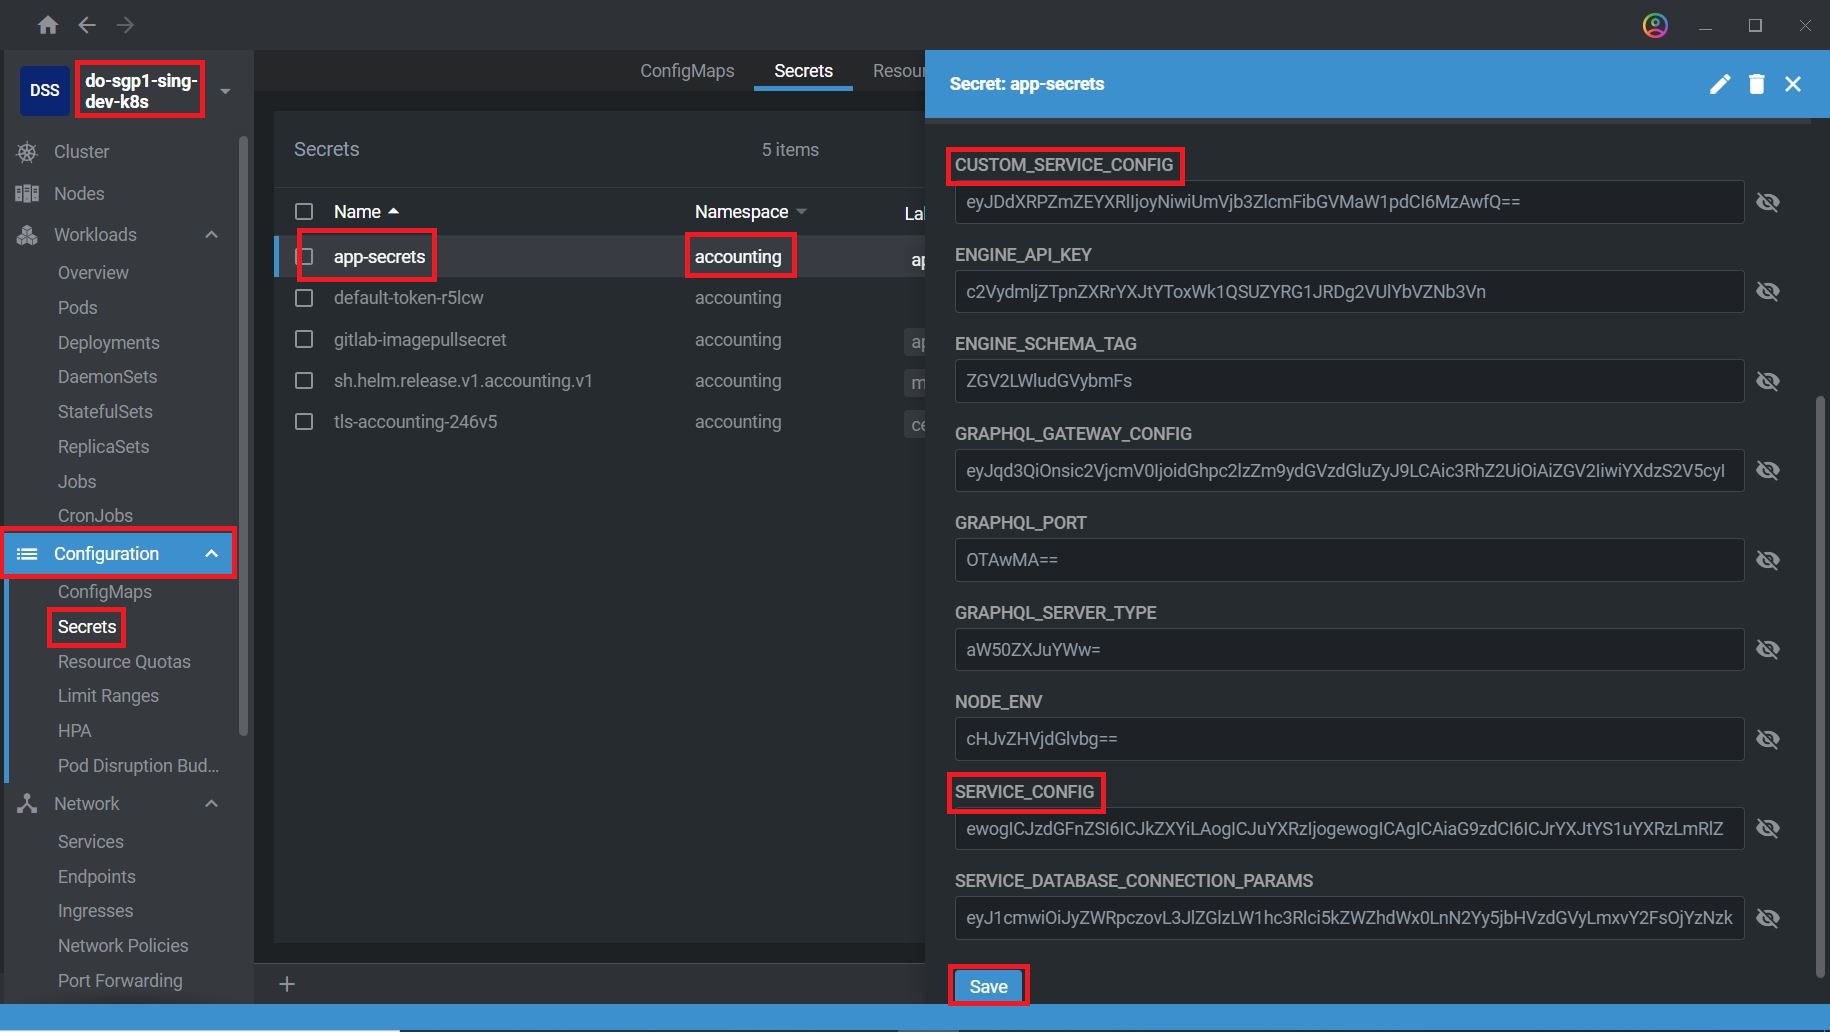 DSS
do-sgp1-sing-
dev-k8s
Cluster
Nodes
Workloads
Overview
Pods
Deployments
DaemonSets
StatefulSets
ReplicaSets
Jobs
CronJobs
Configuration
ConfigMaps
Secrets
Resource Quotas
Limit Ranges
HPA
Pod Disruption Bud...
Network
Services
Endpoints
Ingresses
Network Policies
Port Forwarding
ConfigMaps Secrets Resour
Secrets 5 items
Name Namespace Lal
app-secrets accounting ap
default-token-r5lcw accounting
gitlab-imagepullsecret accounting ap
sh.helm.release.v1.accounting.v1 accounting m
tls-accounting-246v5 accounting ce
Secret: app-secrets
CUSTOM_SERVICE_CONFIG
eyJDdXRPZmZEYXRlIjoyNiwiUmVjb3ZlcmFibGVMaW1pdCI6MzAwfQ==
ENGINE_API_KEY
c2VydmljZTpnZXRrYXJtYToxWk1QSUZYRG1JRDg2VUlYbVZNb3Vn
ENGINE_SCHEMA_TAG
ZGV2LWludGVybmFs
GRAPHQL_GATEWAY_CONFIG
eyJqd3QiOnsic2VjcmV0IjoidGhpc2lzZm9ydGVzdGluZyJ9LCAic3RhZ2UiOiAiZGV2IiwiYXdzS2V5cyI
GRAPHQL_PORT
OTAwMA==
GRAPHQL_SERVER_TYPE
aW50ZXJuYWw=
NODE_ENV
cHJvZHVjdGlvbg==
SERVICE_CONFIG
ewogICJzdGFnZSI6ICJkZXYiLAogICJuYXRzIjogewogICAgICAiaG9zdCI6ICJrYXJtYS1uYXRzLmRlZ
SERVICE_DATABASE_CONNECTION_PARAMS
eyJ1cmwiOiJyZWRpczovL3JlZGlzLW1hc3Rlci5kZWZhdWx0LnN2Yy5jbHVzdGVyLmxvY2FsOjYzNzk
Save